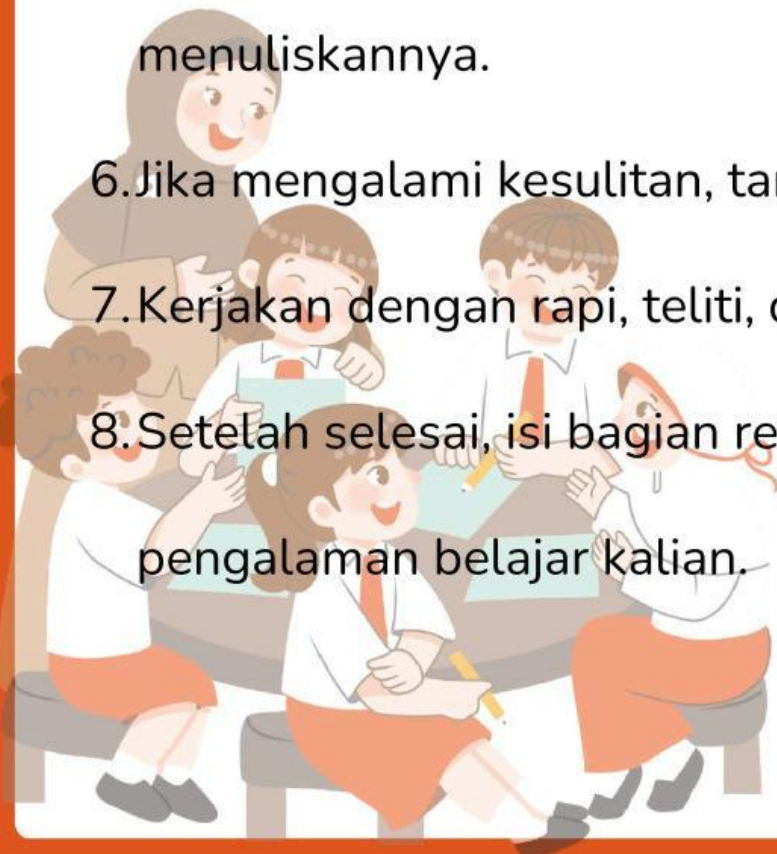 menuliskannya.
6.Jika mengalami kesulitan,
7.Kerjakan dengan rapi, teliti,
8.Setelah selesai, isi bagian
pengalaman belajar kalian.